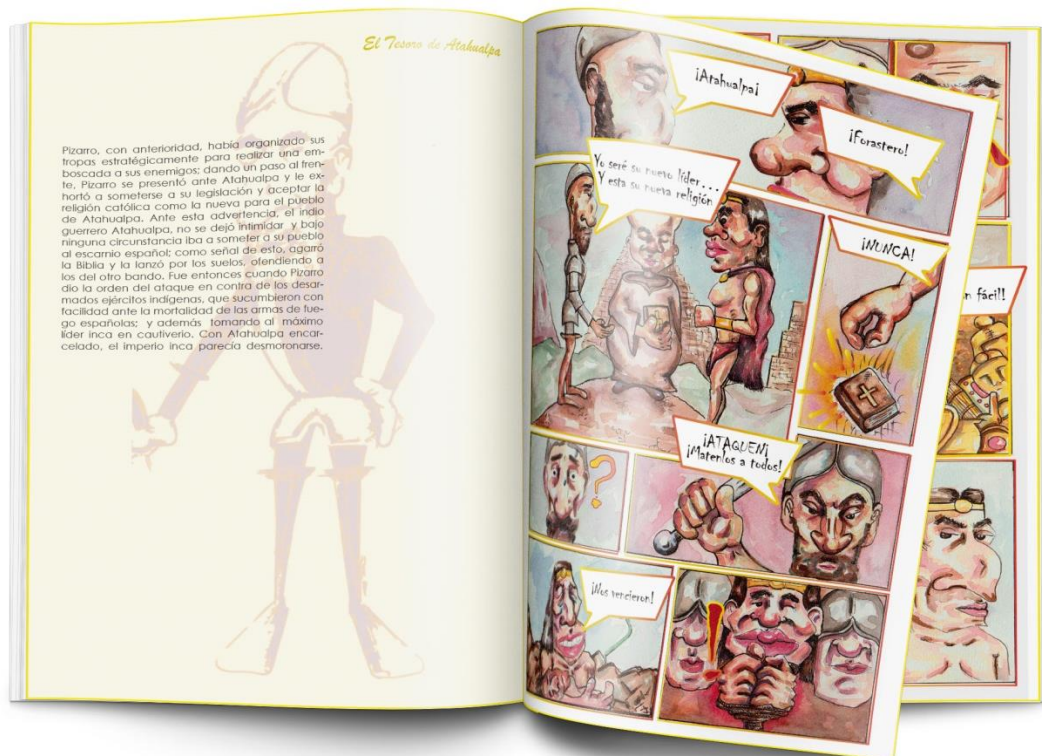 El Tesoro de Atahualpa
Pizarro, con anterioridad, había organizado sus
tropas estratégicamente para realizar una em-
boscada a sus enemigos; dando un paso al fren-
te, Pizarro se presentó ante Atahualpa y le ex-
hortó a someterse a su legislación y aceptar la
religión católica como la nueva para el pueblo
de Atahualpa. Ante esta advertencia, el indio
guerrero Atahualpa, no se dejó intimidar y bajo
ninguna circunstancia iba a someter a su pueblo
al escarnio español; como señal de esto, agarró
la Biblia y la lanzó por los suelos, ofendiendo a
los del otro bando. Fue entonces cuando Pizarro
dio la orden del ataque en contra de los desar-
mados ejércitos indígenas, que sucumbieron con
facilidad ante la mortalidad de las armas de fue-
go españolas; y además tomando al máximo
líder inca en cautiverio. Con Atahualpa encar-
celado, el imperio inca parecía desmoronarse.
¡Atahualpa¡
¡Forastero!
Yo seré su nuevo líder...
Y esta su nueva religión
¡NUNCA!
n fácil!
¡ATAQUEN¡
¡Matenlos a todos!
?
¡Nos vencieron!
!